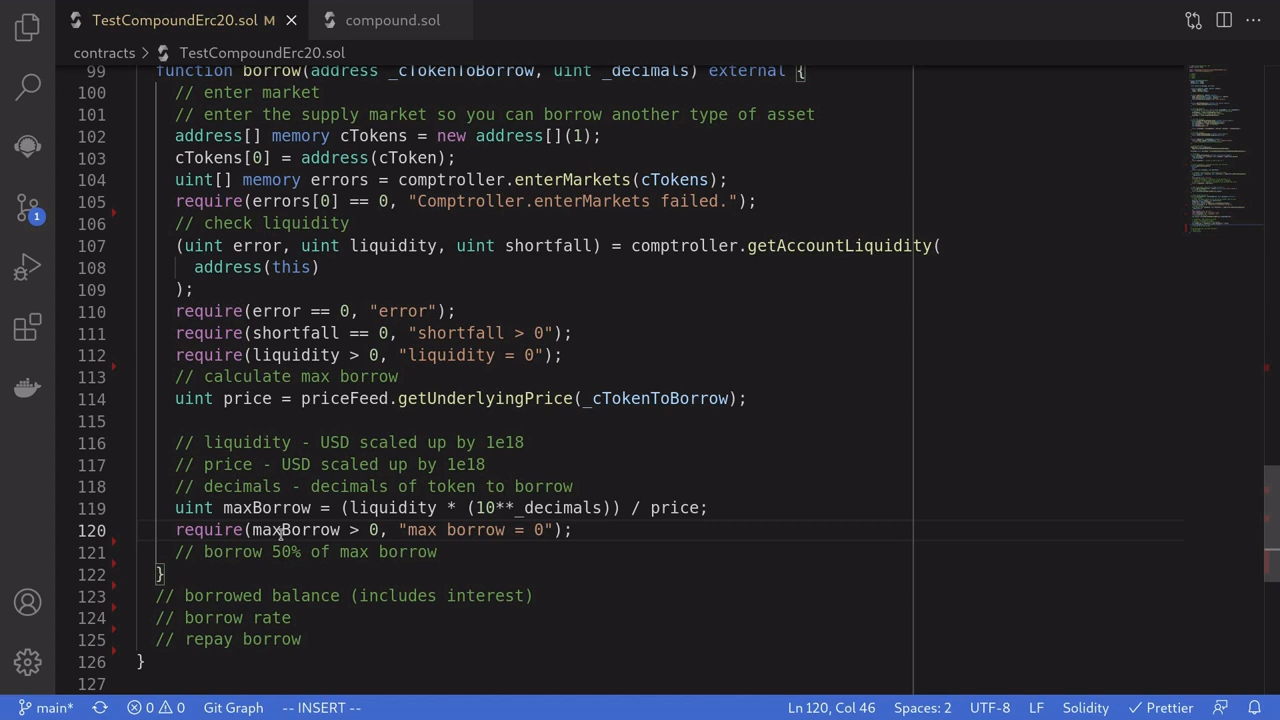 TestCompoundErc20.sol M
compound.sol
contracts > TestCompoundErc20.sol
99 function borrow(address _cTokenToBorrow, uint _decimals) external {
100 // enter market
101 // enter the supply market so you can borrow another type of asset
102 address[] memory cTokens = new address[](1);
103 cTokens[0] = address(cToken);
104 uint[] memory errors = comptroller.enterMarkets(cTokens);
105 require(errors[0] == 0, "Comptroller.enterMarkets failed.");
106 // check liquidity
107 (uint error, uint liquidity, uint shortfall) = comptroller.getAccountLiquidity(
108 address(this)
109 );
110 require(error == 0, "error");
111 require(shortfall == 0, "shortfall > 0");
112 require(liquidity > 0, "liquidity = 0");
113 // calculate max borrow
114 uint price = priceFeed.getUnderlyingPrice(_cTokenToBorrow);
115
116 // liquidity - USD scaled up by 1e18
117 // price - USD scaled up by 1e18
118 // decimals - decimals of token to borrow
119 uint maxBorrow = (liquidity * (10**_decimals)) / price;
120 require(maxBorrow > 0, "max borrow = 0");
121 // borrow 50% of max borrow
122 }
123 // borrowed balance (includes interest)
124 // borrow rate
125 // repay borrow
126 }
127
1
main* 0 0 Git Graph -- INSERT -- Ln 120, Col 46 Spaces: 2 UTF-8 LF Solidity Prettier